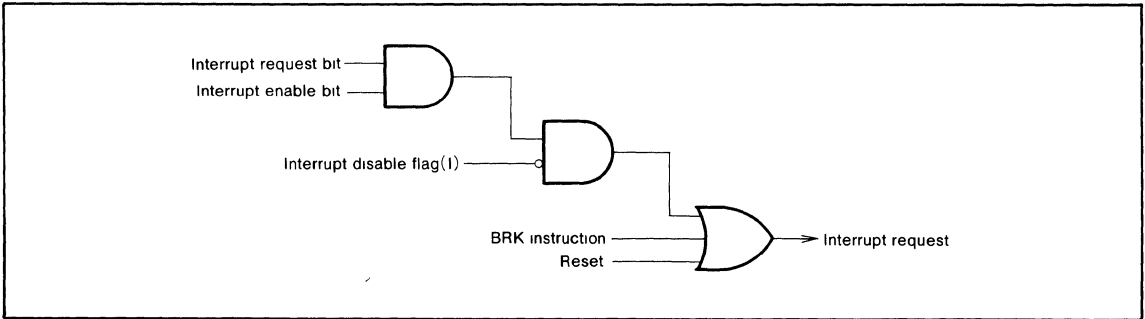 Interrupt request bit
Interrupt enable bit
Interrupt disable flag(I)
BRK instruction
Reset
Interrupt request